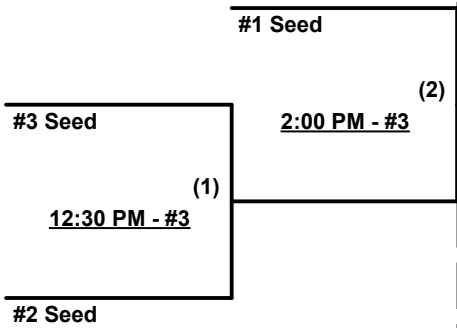 #1 Seed
(2)
#3 Seed
2:00 PM - #3
(1)
12:30 PM - #3
#2 Seed